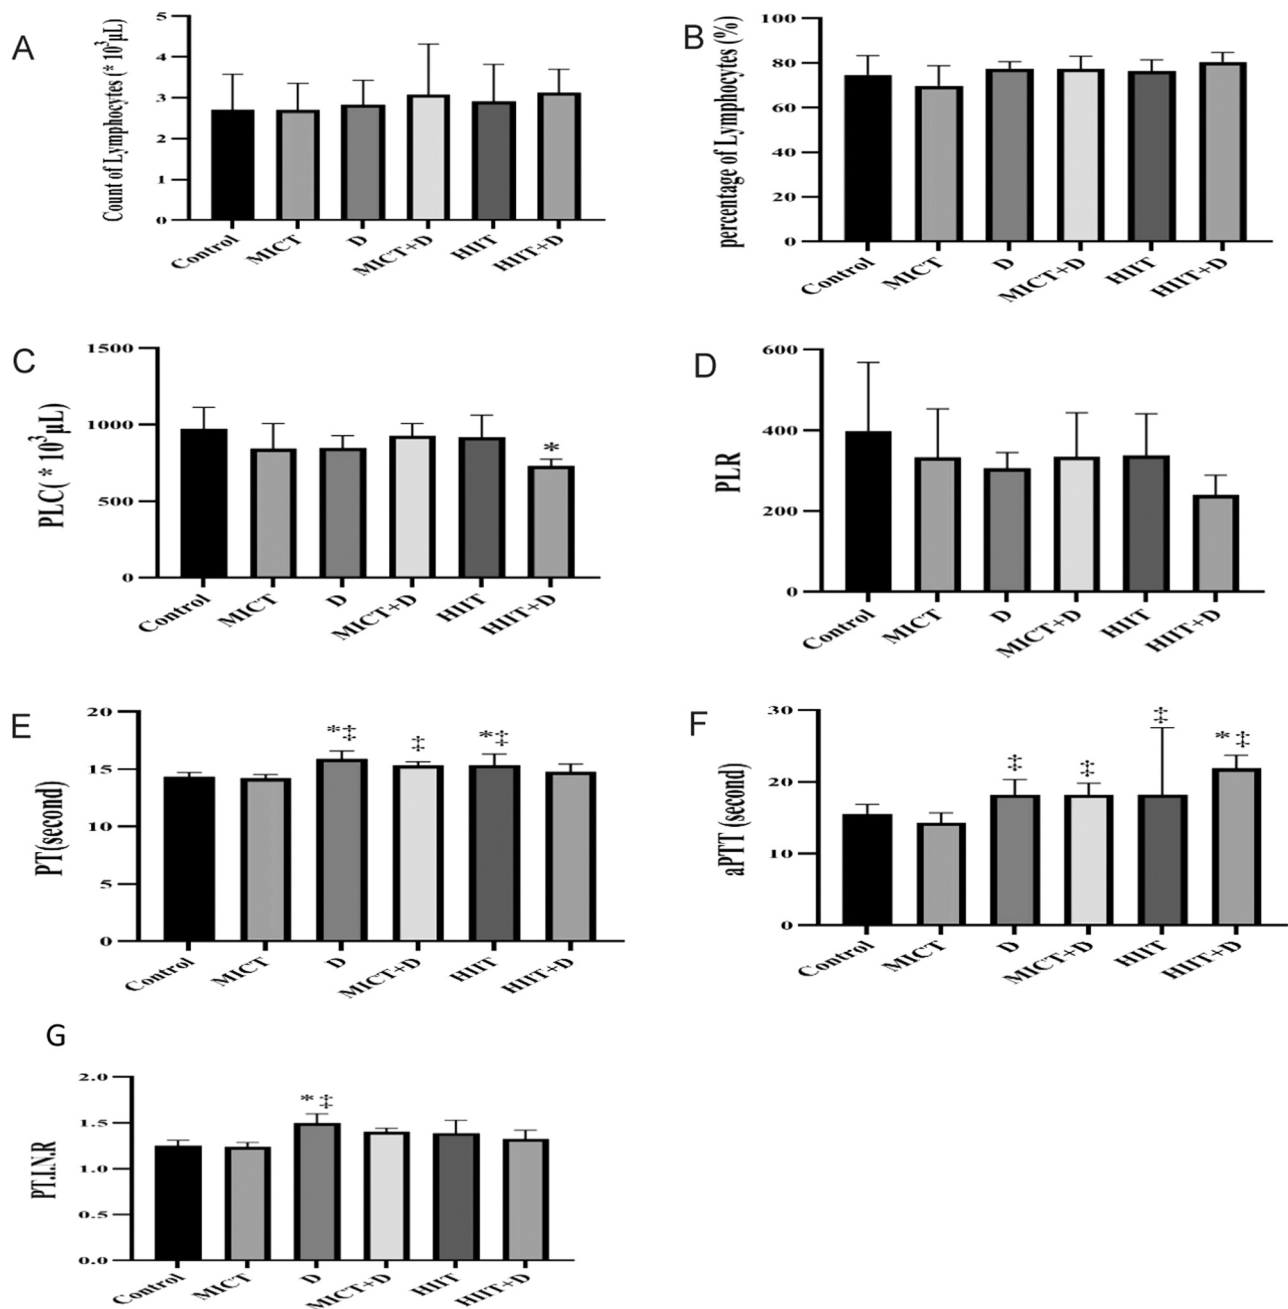 A
Count of Lymphocytes (* 10³µL)
5
4
3
2
1
0
Control
MICT
D
MICT+D
HIIT
HIIT+D
B
percentage of Lymphocytes (%)
100
80
60
40
20
0
Control
MICT
D
MICT+D
HIIT
HIIT+D
C
PLC( * 10³µL)
1500
1000
500
0
*
Control
MICT
D
MICT+D
HIIT
HIIT+D
D
PLR
600
400
200
0
Control
MICT
D
MICT+D
HIIT
HIIT+D
E
PT(second)
20
15
10
5
0
*‡
‡
*‡
Control
MICT
D
MICT+D
HIIT
HIIT+D
F
aPTT (second)
30
20
10
0
‡
‡
‡
* ‡
Control
MICT
D
MICT+D
HIIT
HIIT+D
G
PT.I.N.R
2.0
1.5
1.0
0.5
0.0
* ‡
Control
MICT
D
MICT+D
HIIT
HIIT+D